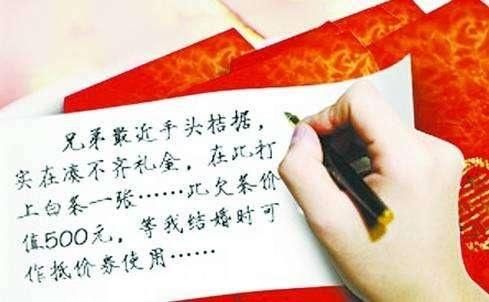 兄弟最近手头桔据，
实在凑不齐礼金，在此打
上白条一张……此欠条价
值500元，等我结婚时可
作抵价券使用……